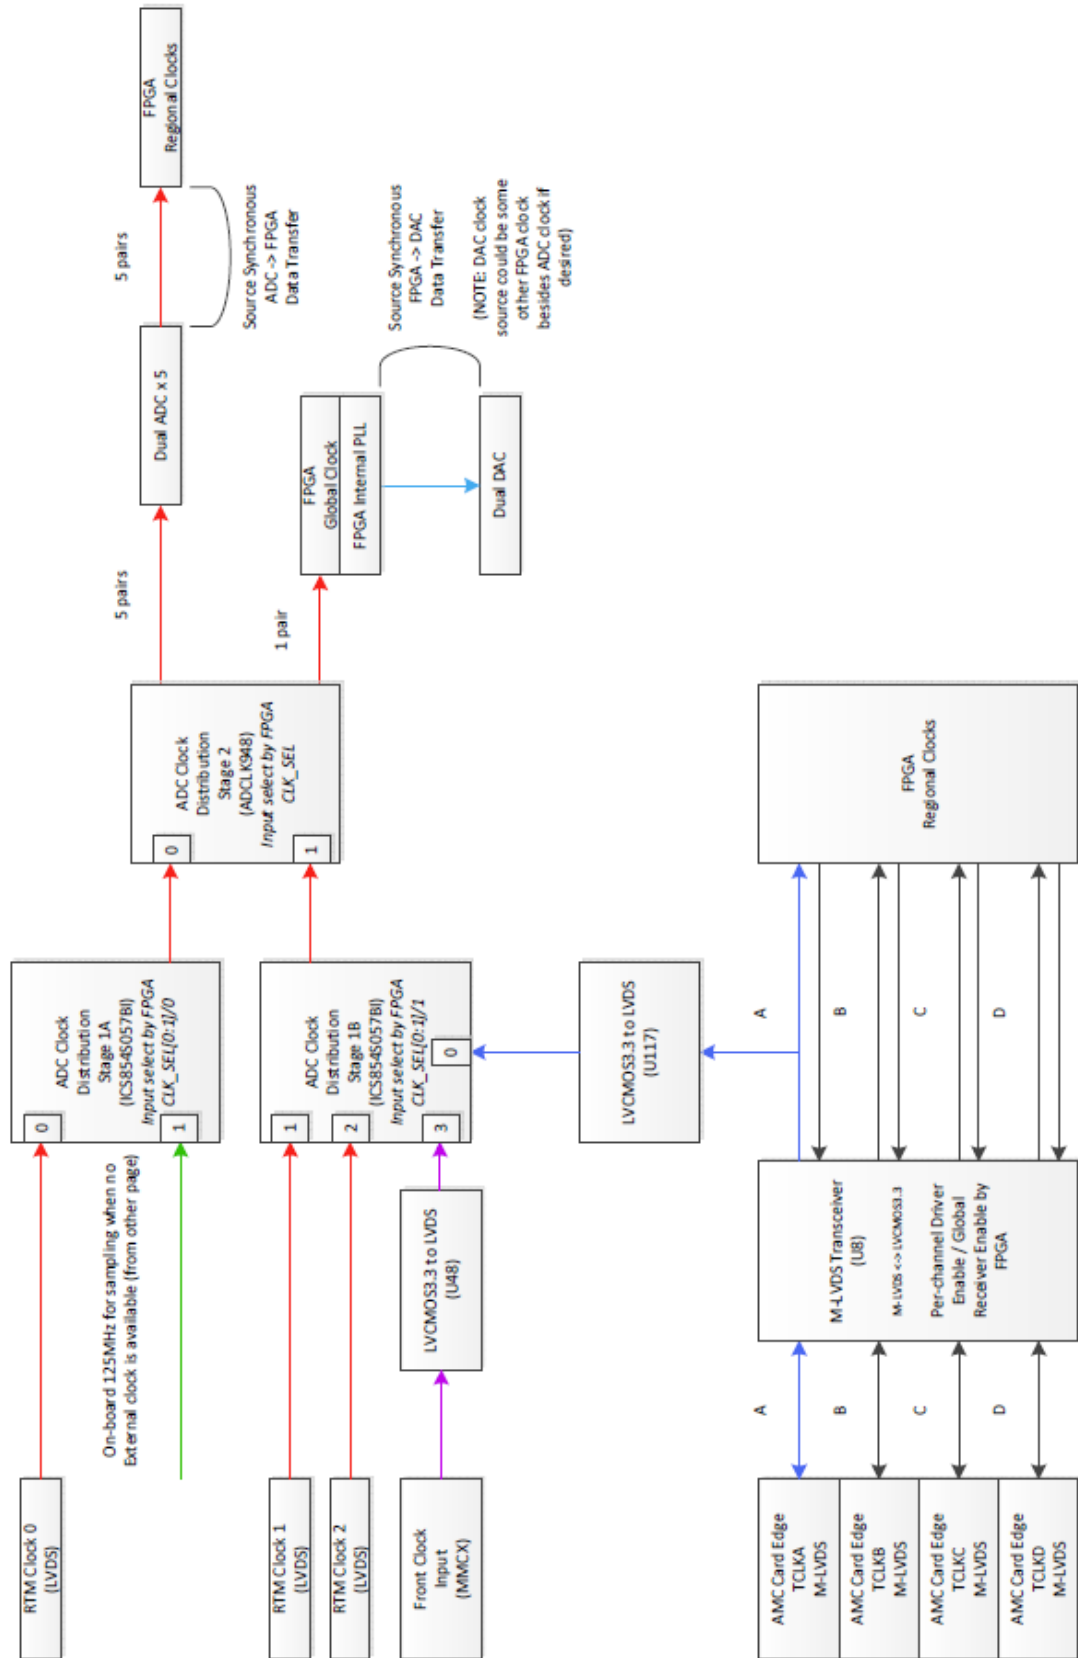 RTM Clock 0
(LVDS)
On-board 125MHz for sampling when no
External clock is available (from other page)
RTM Clock 1
(LVDS)
RTM Clock 2
(LVDS)
Front Clock
Input
(MMCX)
LVCMOS3.3 to LVDS
(U48)
ADC Clock
Distribution
Stage 1A
(ICS854S057BI)
Input select by FPGA
CLK_SEL[0:1]/0
0
1
ADC Clock
Distribution
Stage 1B
(ICS854S057BI)
Input select by FPGA
CLK_SEL[0:1]/1
1
2
3
0
ADC Clock
Distribution
Stage 2
(ADCLK948)
Input select by FPGA
CLK_SEL
0
1
5 pairs
1 pair
Dual ADC x 5
5 pairs
FPGA
Regional Clocks
Source Synchronous
ADC -> FPGA
Data Transfer
FPGA
Global Clock
FPGA Internal PLL
Dual DAC
Source Synchronous
FPGA -> DAC
Data Transfer
(NOTE: DAC clock
source could be some
other FPGA clock
besides ADC clock if
desired)
LVCMOS3.3 to LVDS
(U117)
AMC Card Edge
TCLKA
M-LVDS
AMC Card Edge
TCLKB
M-LVDS
AMC Card Edge
TCLKC
M-LVDS
AMC Card Edge
TCLKD
M-LVDS
A
B
C
D
M-LVDS Transceiver
(U8)
M-LVDS <-> LVCMOS3.3
Per-channel Driver
Enable / Global
Receiver Enable by
FPGA
A
B
C
D
FPGA
Regional Clocks